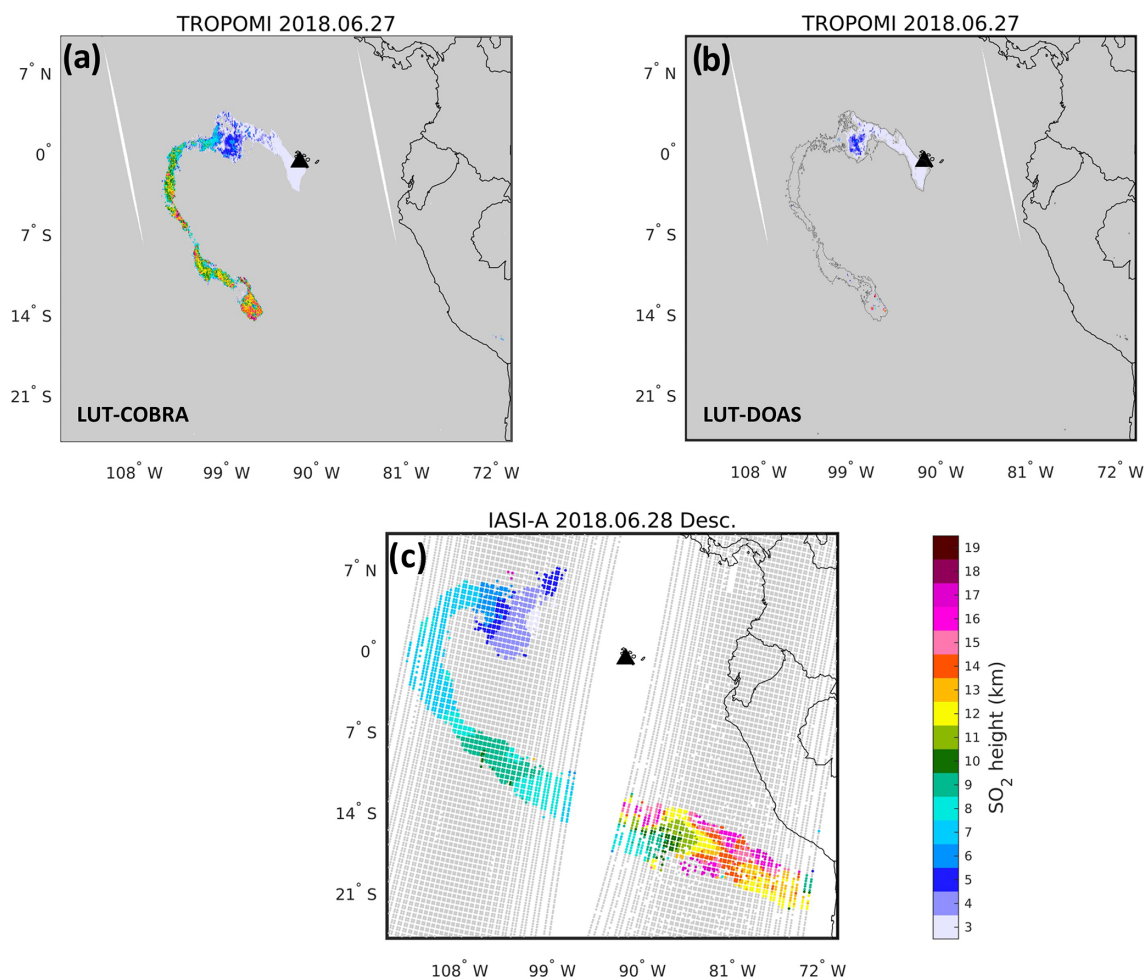 TROPOMI 2018.06.27
(a)
7° N
0°
7° S
14° S
21° S
LUT-COBRA
108° W 99° W 90° W 81° W 72° W
TROPOMI 2018.06.27
(b)
7° N
0°
7° S
14° S
21° S
LUT-DOAS
108° W 99° W 90° W 81° W 72° W
IASI-A 2018.06.28 Desc.
(c)
7° N
0°
7° S
14° S
21° S
108° W 99° W 90° W 81° W 72° W
19
18
17
16
15
14
13
12
11
10
9
8
7
6
5
4
3
SO₂ height (km)